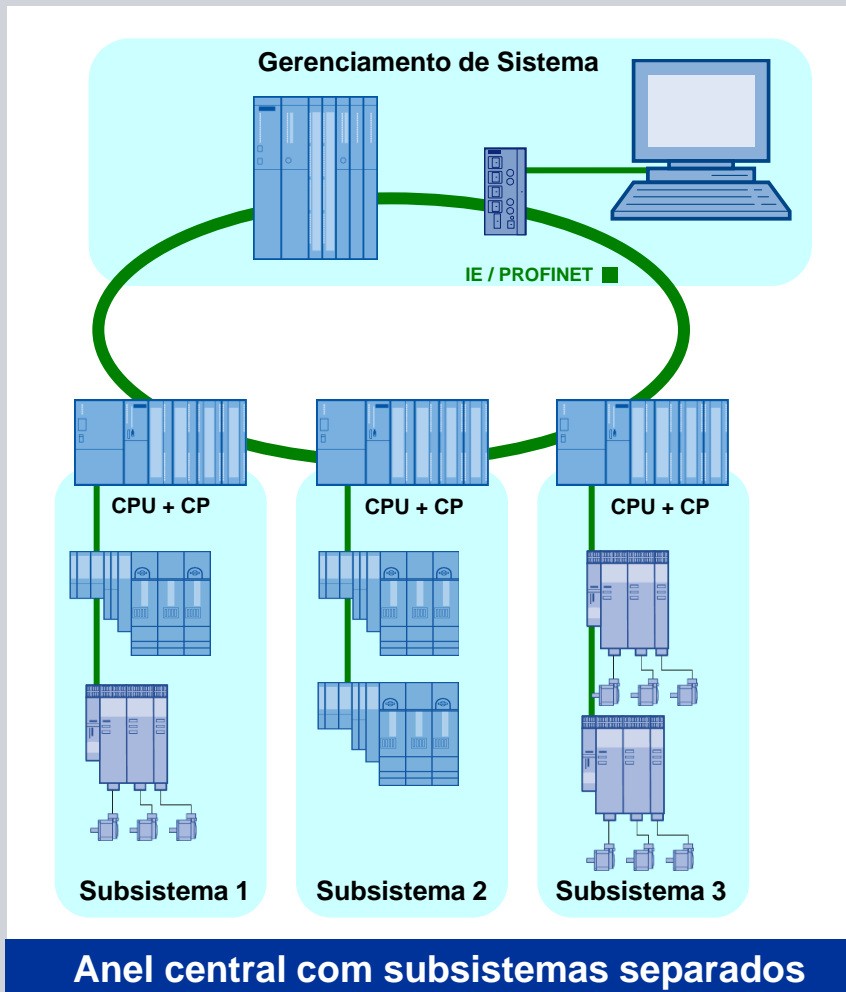 Gerenciamento de Sistema
IE / PROFINET
CPU + CP
CPU + CP
CPU + CP
Subsistema 1
Subsistema 2
Subsistema 3
Anel central com subsistemas separados